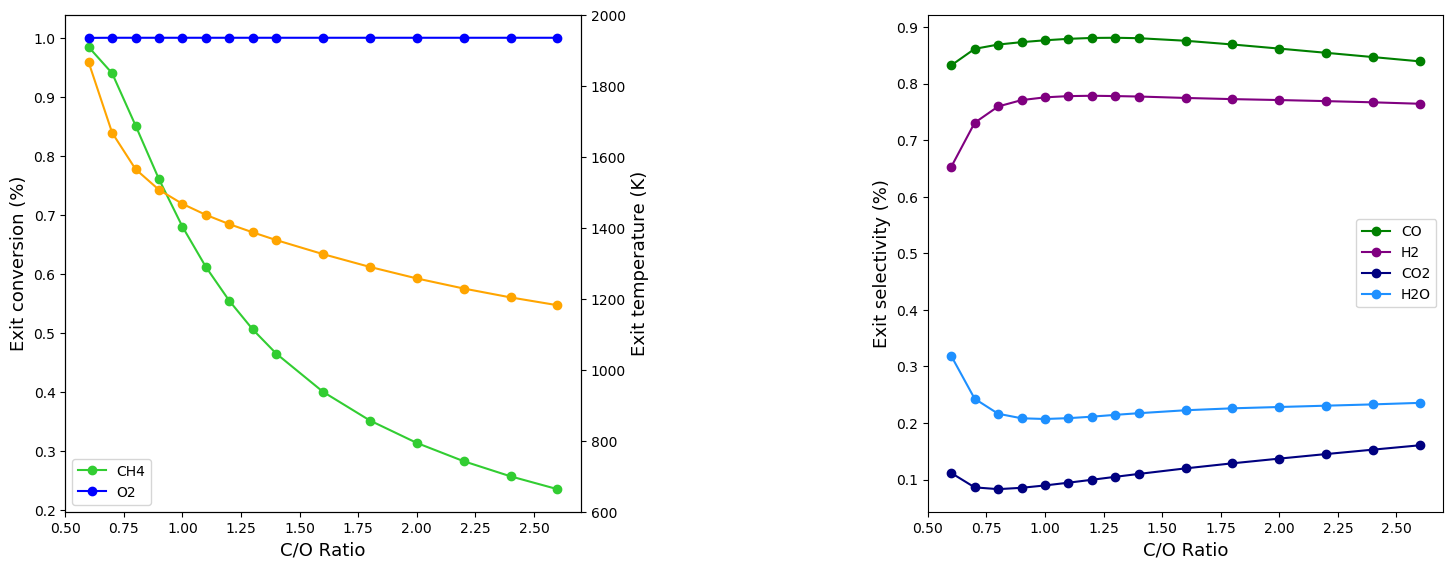 1.0
0.9
0.8
0.7
0.6
0.5
0.4
0.3
0.2
Exit conversion (%)
0.50 0.75 1.00 1.25 1.50 1.75 2.00 2.25 2.50
C/O Ratio
CH4
O2
2000
1800
1600
1400
1200
1000
800
600
Exit temperature (K)
0.9
0.8
0.7
0.6
0.5
0.4
0.3
0.2
0.1
Exit selectivity (%)
0.50 0.75 1.00 1.25 1.50 1.75 2.00 2.25 2.50
C/O Ratio
CO
H2
CO2
H2O